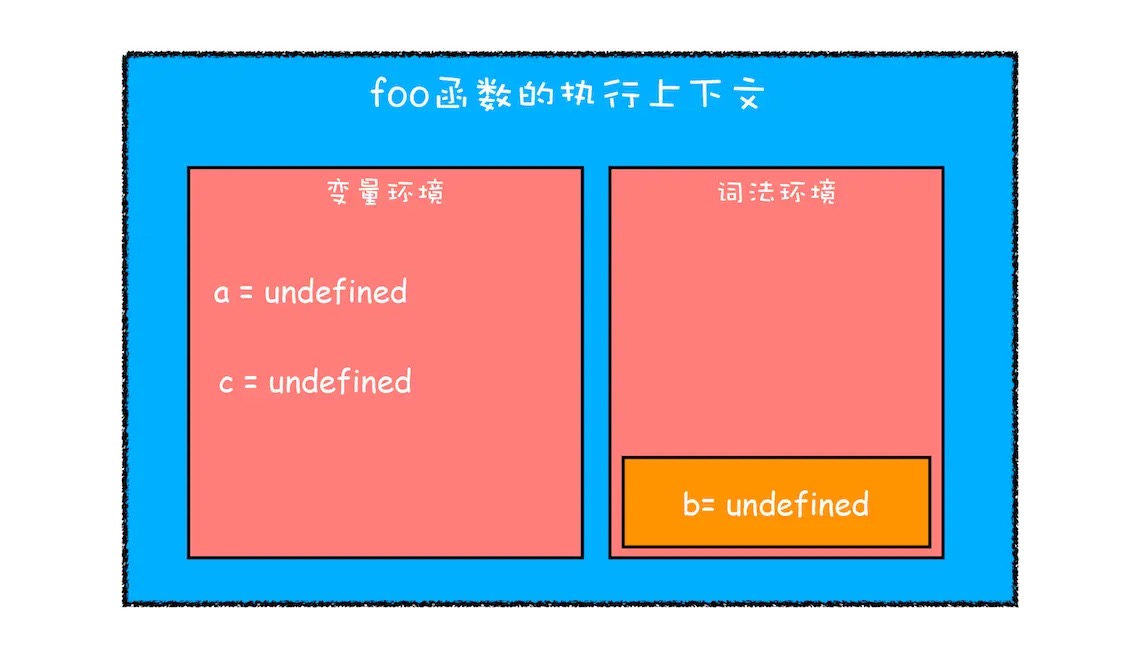 foo函数的执行上下文
变量环境
a = undefined
c = undefined
词法环境
b= undefined